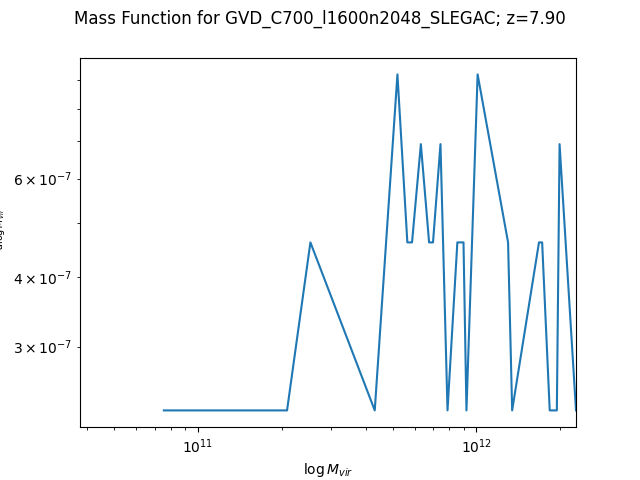 Mass Function for GVD_C700_l1600n2048_SLEGAC; z=7.90
6 × 10⁻⁷
4 × 10⁻⁷
3 × 10⁻⁷
10¹¹ 10¹²
log M_vir